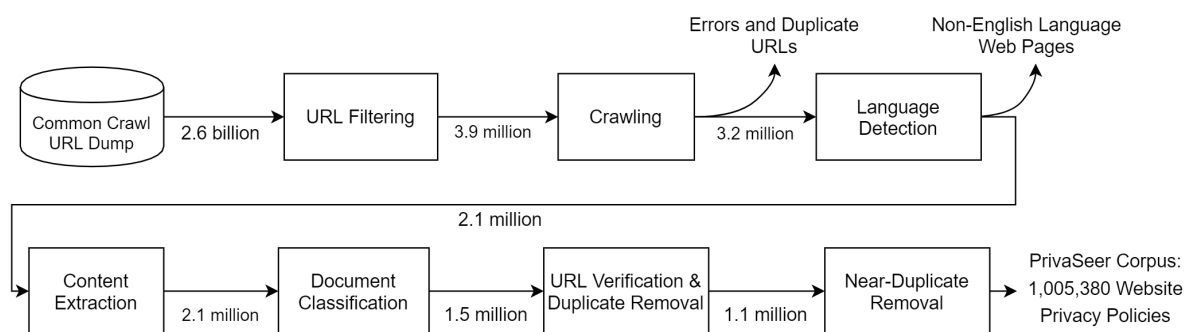 Errors and Duplicate
URLs
Non-English Language
Web Pages
Common Crawl
URL Dump
2.6 billion
URL Filtering
3.9 million
Crawling
3.2 million
Language
Detection
2.1 million
Content
Extraction
2.1 million
Document
Classification
1.5 million
URL Verification &
Duplicate Removal
1.1 million
Near-Duplicate
Removal
PrivaSeer Corpus:
1,005,380 Website
Privacy Policies